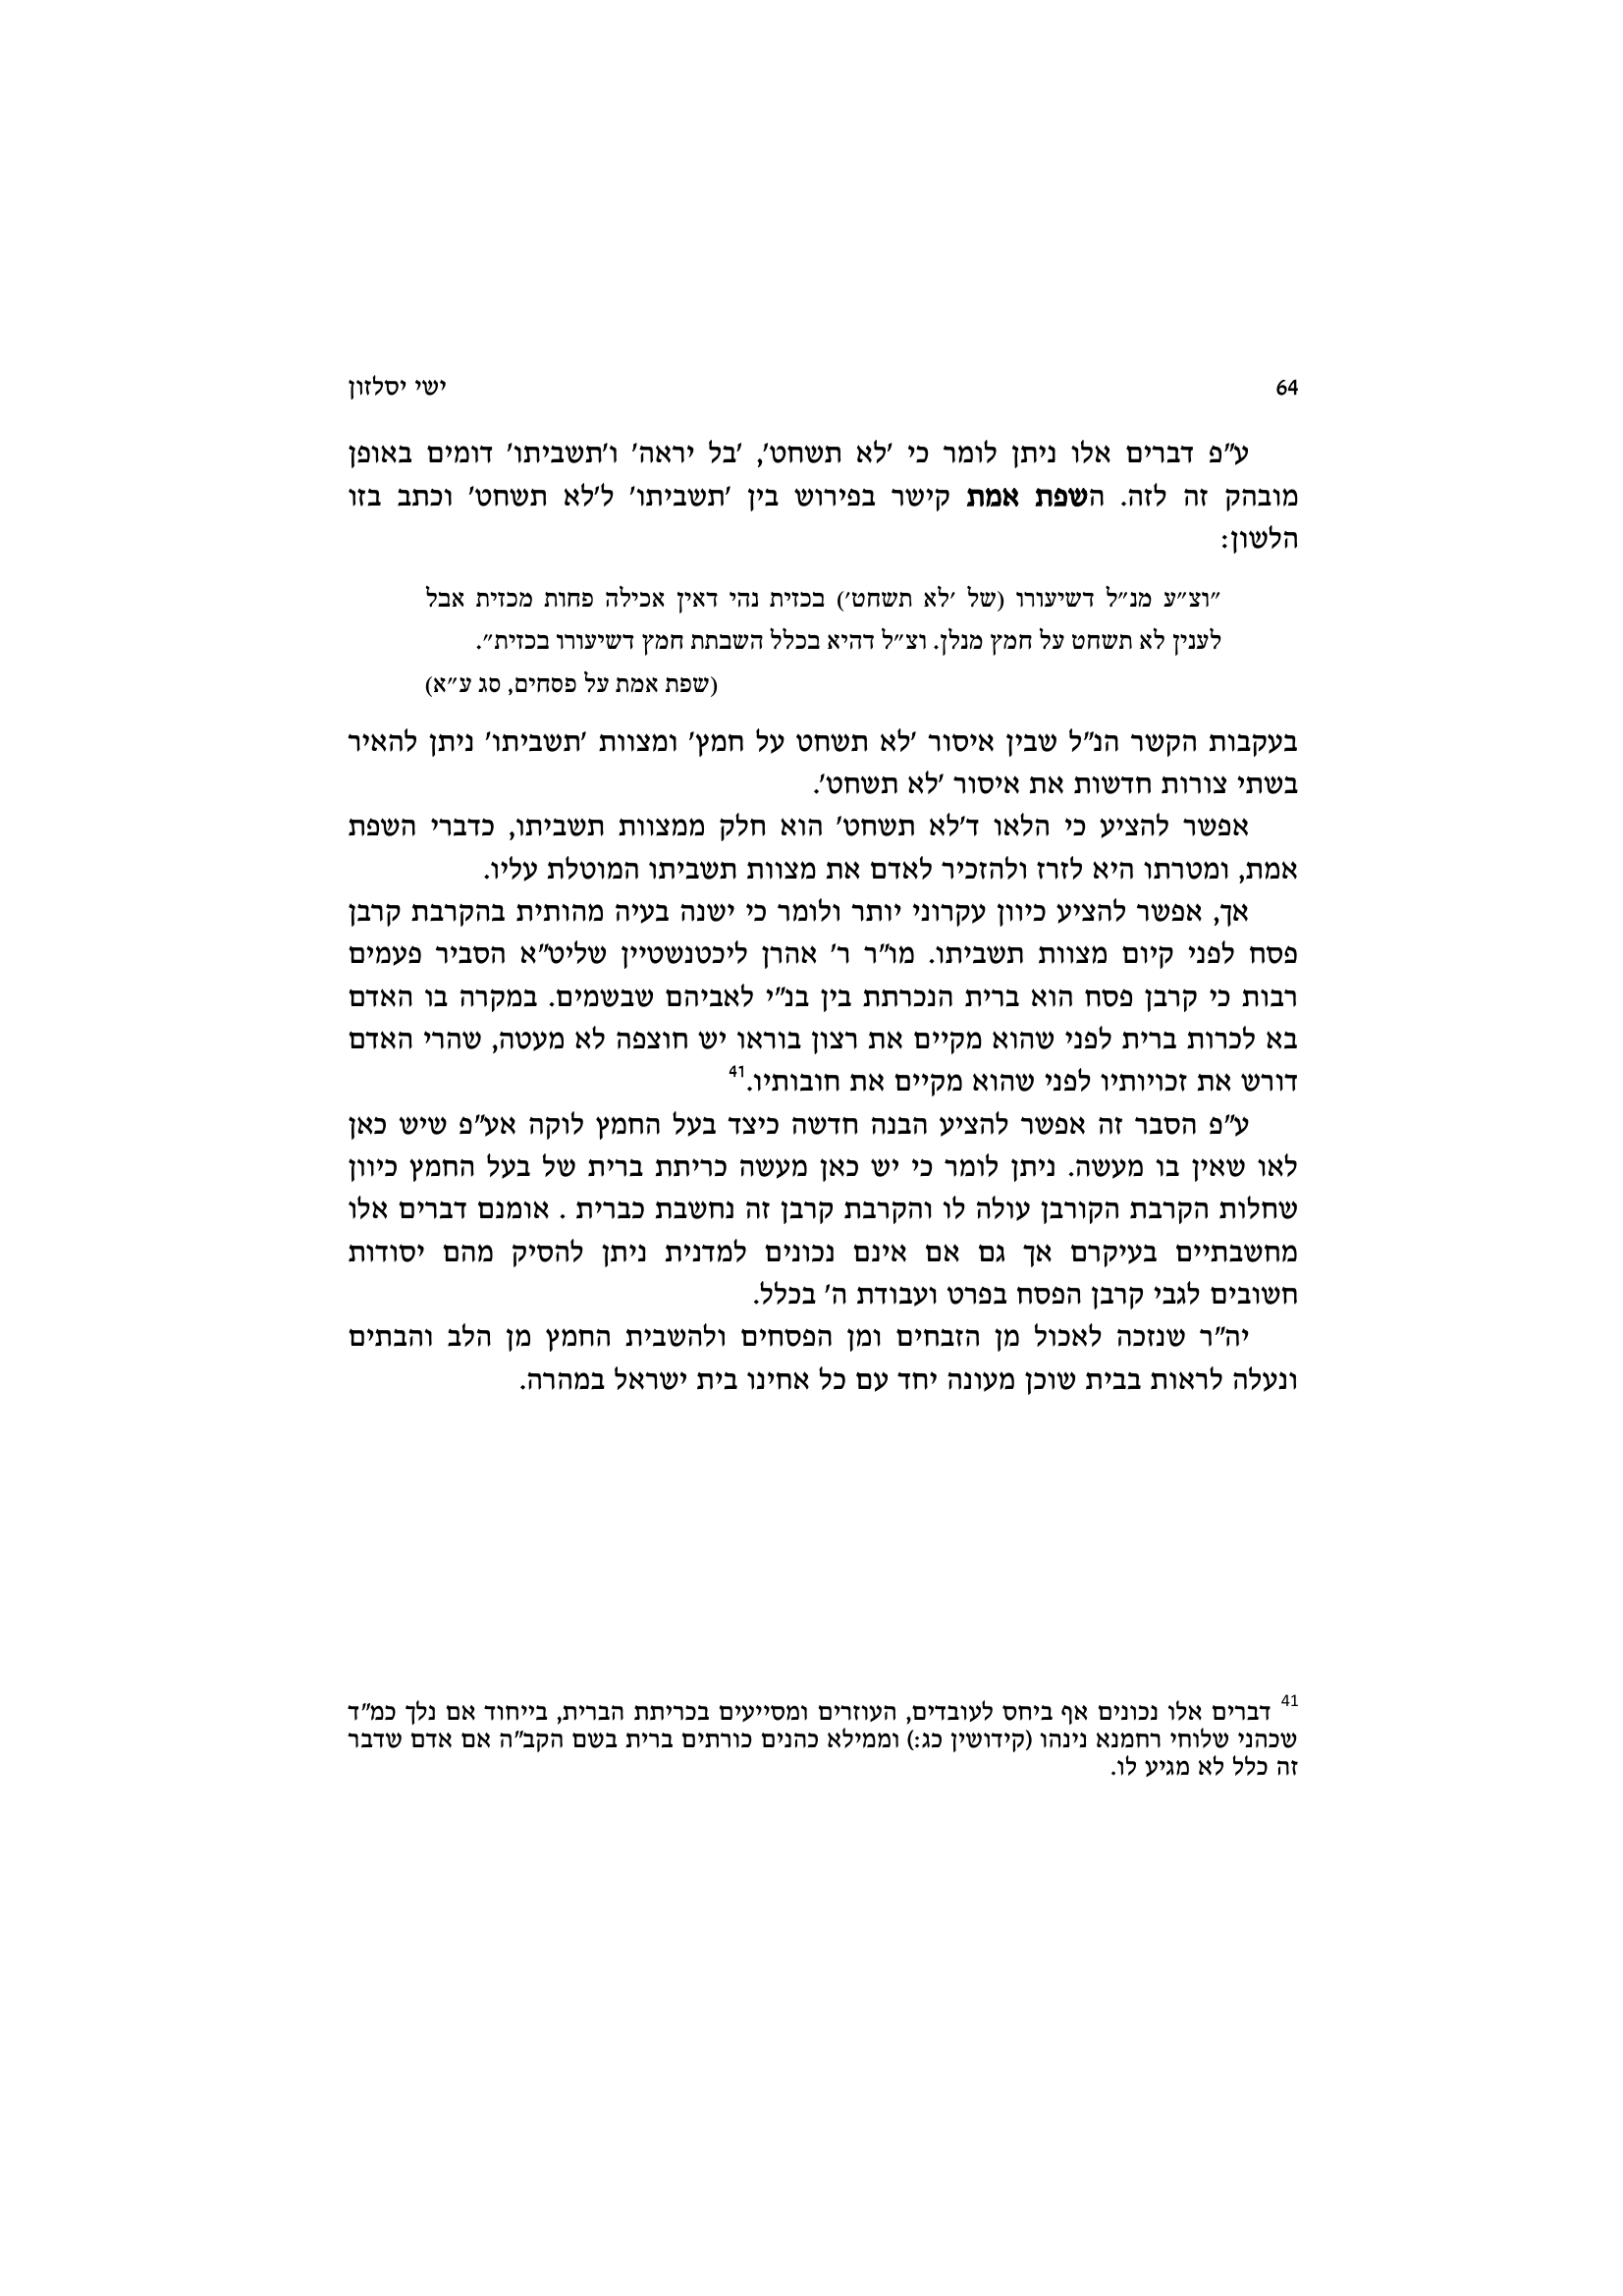 64 ישי יסלזון
ע"פ דברים אלו ניתן לומר כי 'לא תשחט', 'בל יראה' ו'תשביתו' דומים באופן
מובהק זה לזה. השפת אמת קישר בפירוש בין 'תשביתו' ל'לא תשחט' וכתב בזו
הלשון:
"וצ"ע מנ"ל דשיעורו (של 'לא תשחט') בכזית נהי דאין אכילה פחות מכזית אבל
לענין לא תשחט על חמץ מנלן. וצ"ל דהיא בכלל השבתת חמץ דשיעורו בכזית".
(שפת אמת על פסחים, סג ע"א)
בעקבות הקשר הנ"ל שבין איסור 'לא תשחט על חמץ' ומצוות 'תשביתו' ניתן להאיר
בשתי צורות חדשות את איסור 'לא תשחט'.
אפשר להציע כי הלאו ד'לא תשחט' הוא חלק ממצוות תשביתו, כדברי השפת
אמת, ומטרתו היא לזרז ולהזכיר לאדם את מצוות תשביתו המוטלת עליו.
אך, אפשר להציע כיוון עקרוני יותר ולומר כי ישנה בעיה מהותית בהקרבת קרבן
פסח לפני קיום מצוות תשביתו. מו"ר ר' אהרן ליכטנשטיין שליט"א הסביר פעמים
רבות כי קרבן פסח הוא ברית הנכרתת בין בנ"י לאביהם שבשמים. במקרה בו האדם
בא לכרות ברית לפני שהוא מקיים את רצון בוראו יש חוצפה לא מעטה, שהרי האדם
דורש את זכויותיו לפני שהוא מקיים את חובותיו.41
ע"פ הסבר זה אפשר להציע הבנה חדשה כיצד בעל החמץ לוקה אע"פ שיש כאן
לאו שאין בו מעשה. ניתן לומר כי יש כאן מעשה כריתת ברית של בעל החמץ כיוון
שחלות הקרבת הקורבן עולה לו והקרבת קרבן זה נחשבת כברית . אומנם דברים אלו
מחשבתיים בעיקרם אך גם אם אינם נכונים למדנית ניתן להסיק מהם יסודות
חשובים לגבי קרבן הפסח בפרט ועבודת ה' בכלל.
יה"ר שנזכה לאכול מן הזבחים ומן הפסחים ולהשבית החמץ מן הלב והבתים
ונעלה לראות בבית שוכן מעונה יחד עם כל אחינו בית ישראל במהרה.
41 דברים אלו נכונים אף ביחס לעובדים, העוזרים ומסייעים בכריתת הברית, בייחוד אם נלך כמ"ד
שכהני שלוחי רחמנא נינהו (קידושין כג:) וממילא כהנים כורתים ברית בשם הקב"ה אם אדם שדבר
זה כלל לא מגיע לו.